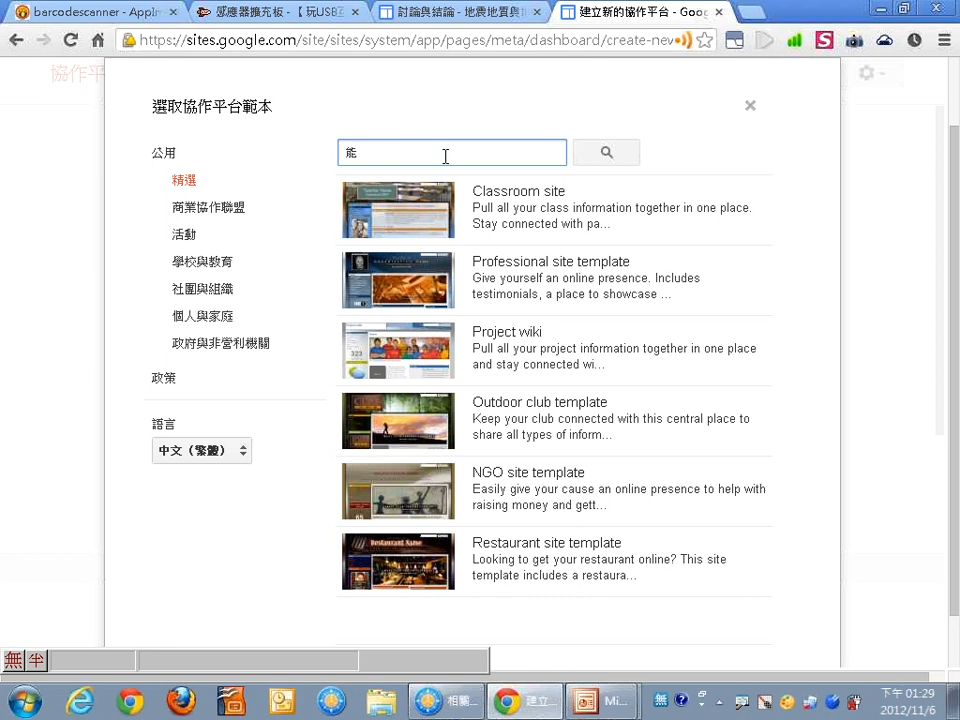 barcodescanner - AppIn
感應器擴充板 -【 玩USB互
討論與結論 - 地震地質與
建立新的協作平台 - Goog
https://sites.google.com/site/sites/system/app/pages/meta/dashboard/create-new
協作平
選取協作平台範本
公用
能
精選
商業協作聯盟
活動
學校與教育
社團與組織
個人與家庭
政府與非營利機關
政策
語言
中文（繁體）
Classroom site
Pull all your class information together in one place.
Stay connected with pa...
Professional site template
Give yourself an online presence. Includes
testimonials, a place to showcase ...
Project wiki
Pull all your project information together in one place
and stay connected wi...
Outdoor club template
Keep your club connected with this central place to
share all types of inform...
NGO site template
Easily give your cause an online presence to help with
raising money and gett...
Restaurant site template
Looking to get your restaurant online? This site
template includes a restaura...
無 半
相關...
建立...
Mi...
無
下午 01:29
2012/11/6